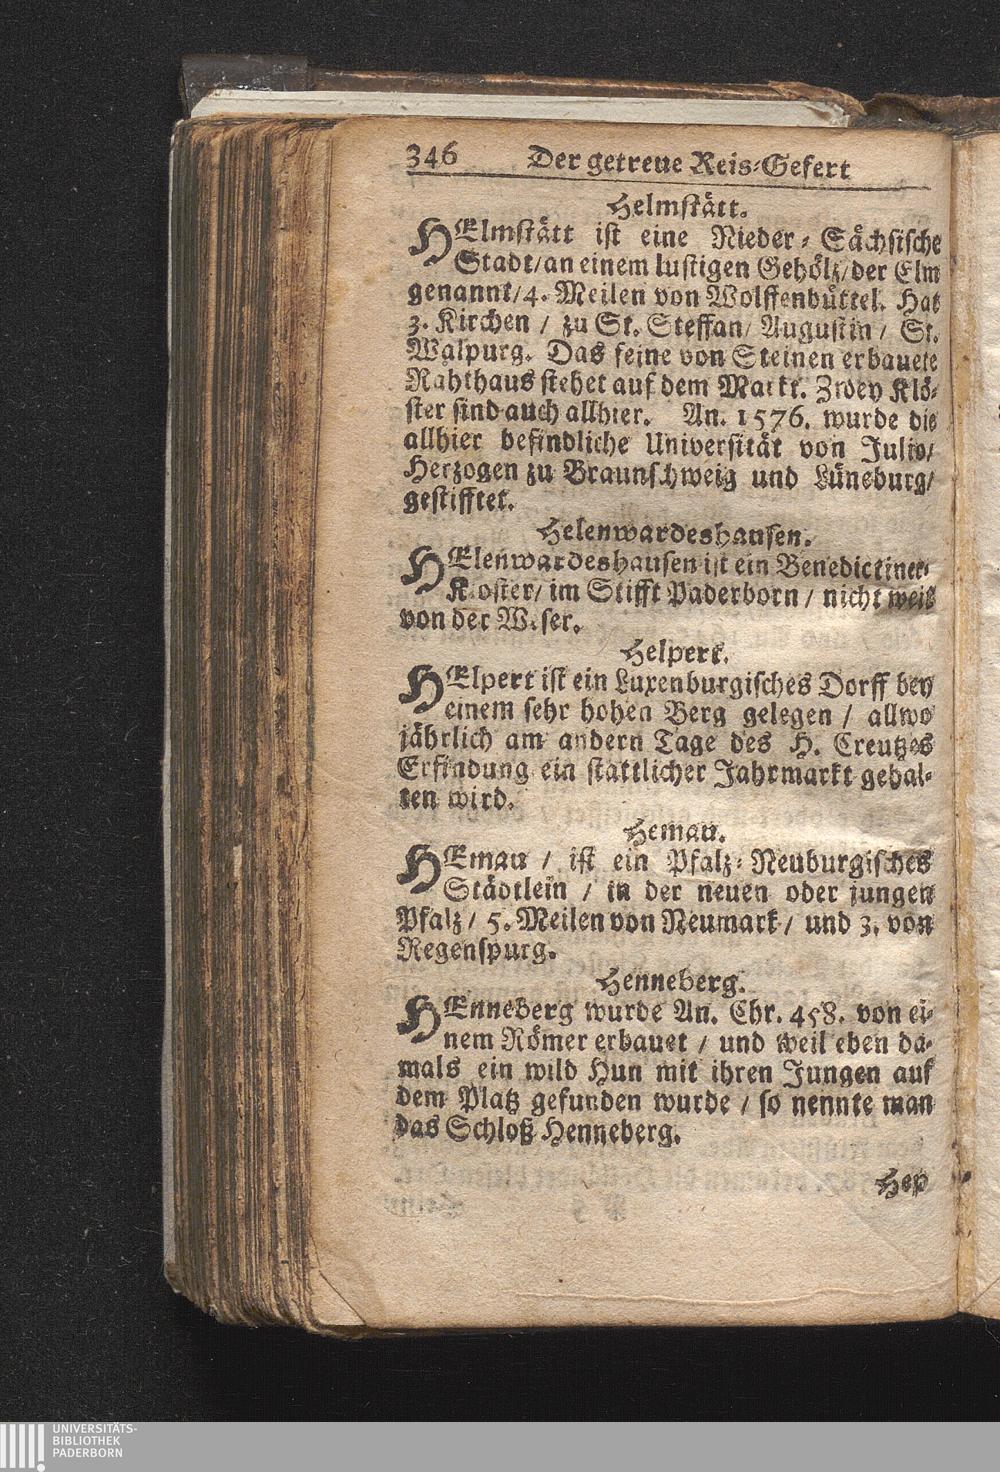 346 Der getreue Reis-Gefert
Helmstätt.
HElmstätt ist eine Nieder-Sächsische
Stadt/an einem lustigen Gehöltz/der Elm
genannt/4. Meilen von Wolffenbüttel. Hat
3. Kirchen / zu St. Steffan/ Augustin / St.
Walpurg. Das feine von Steinen erbauete
Rahthaus stehet auf dem Markt. Zwey Klö-
ster sind auch allhier. An. 1576. wurde die
allhier befindliche Universität von Julio/
Herzogen zu Braunschweig und Lüneburg/
gestifftet.
Helenwardeshausen.
HElenwardeshausen ist ein Benedictiner-
Kloster/ im Stifft Paderborn / nicht weit
von der Weser.
Helpert.
HElpert ist ein Luxenburgisches Dorff bey
einem sehr hohen Berg gelegen / allwo
jährlich am andern Tage des H. Creutzes
Erfindung ein stattlicher Jahrmarkt gehal-
ten wird.
Hemau.
HEmau / ist ein Pfalz-Neuburgisches
Städtlein / in der neuen oder jungen
Pfalz / 5. Meilen von Neumark / und 3. von
Regenspurg.
Henneberg.
HEnneberg wurde An. Chr. 458. von ei-
nem Römer erbauet / und weil eben da-
mals ein wild Hun mit ihren Jungen auf
dem Platz gefunden wurde / so nennte man
das Schloß Henneberg.
Hep
UNIVERSITÄTS-
BIBLIOTHEK
PADERBORN